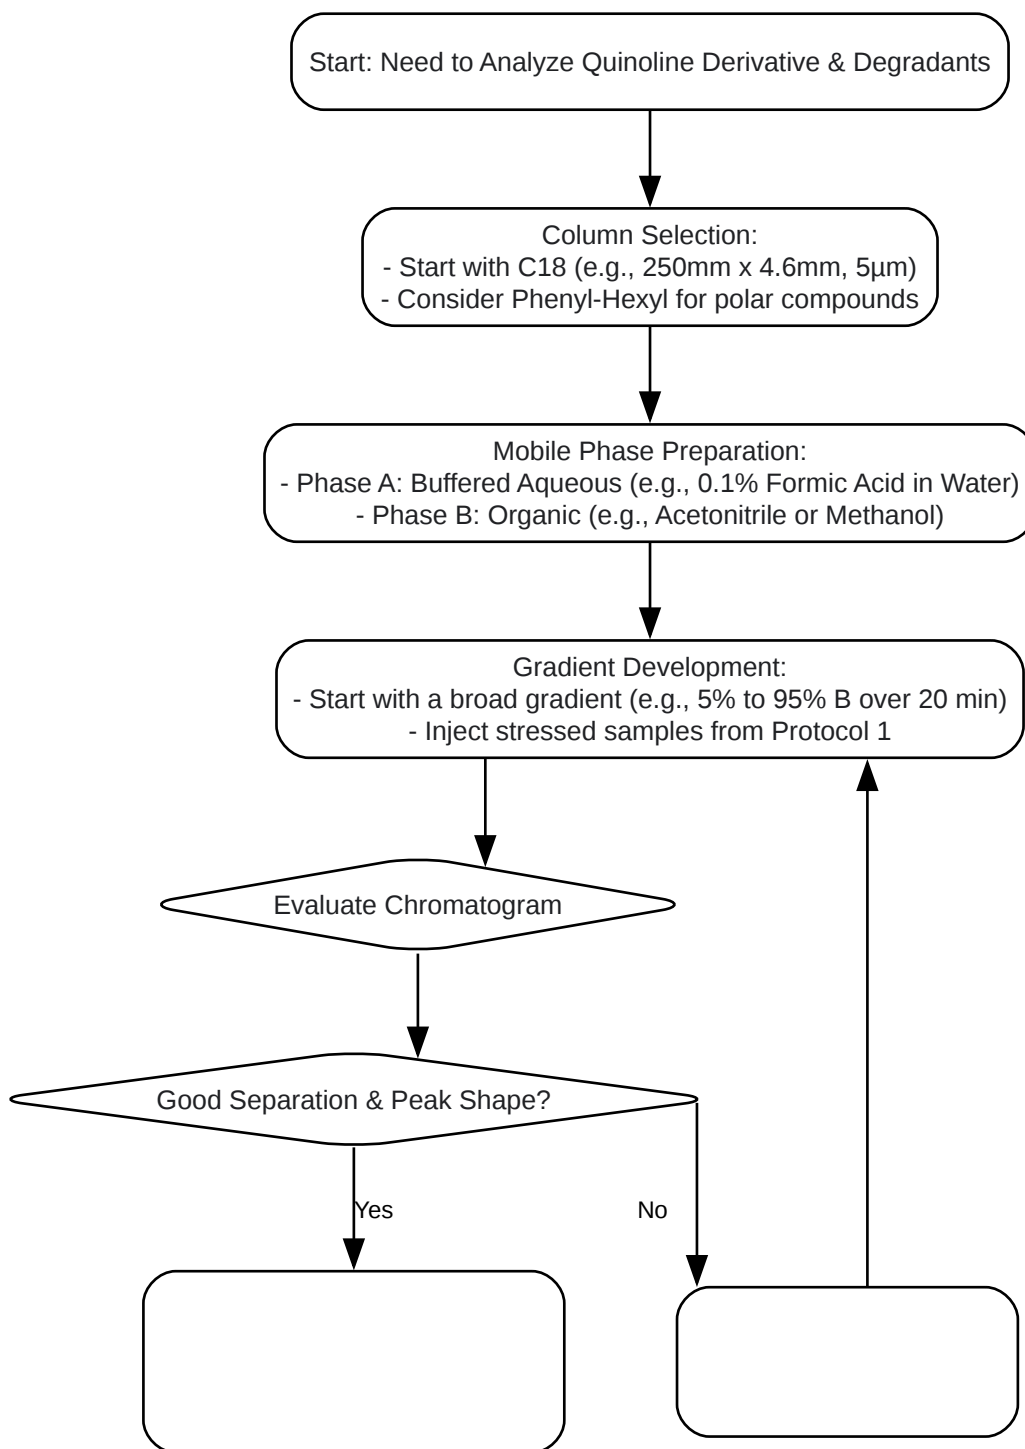 Start: Need to Analyze Quinoline Derivative & Degradants
Column Selection:
- Start with C18 (e.g., 250mm x 4.6mm, 5µm)
- Consider Phenyl-Hexyl for polar compounds
Mobile Phase Preparation:
- Phase A: Buffered Aqueous (e.g., 0.1% Formic Acid in Water)
- Phase B: Organic (e.g., Acetonitrile or Methanol)
Gradient Development:
- Start with a broad gradient (e.g., 5% to 95% B over 20 min)
- Inject stressed samples from Protocol 1
Evaluate Chromatogram
Good Separation & Peak Shape?
Yes
No